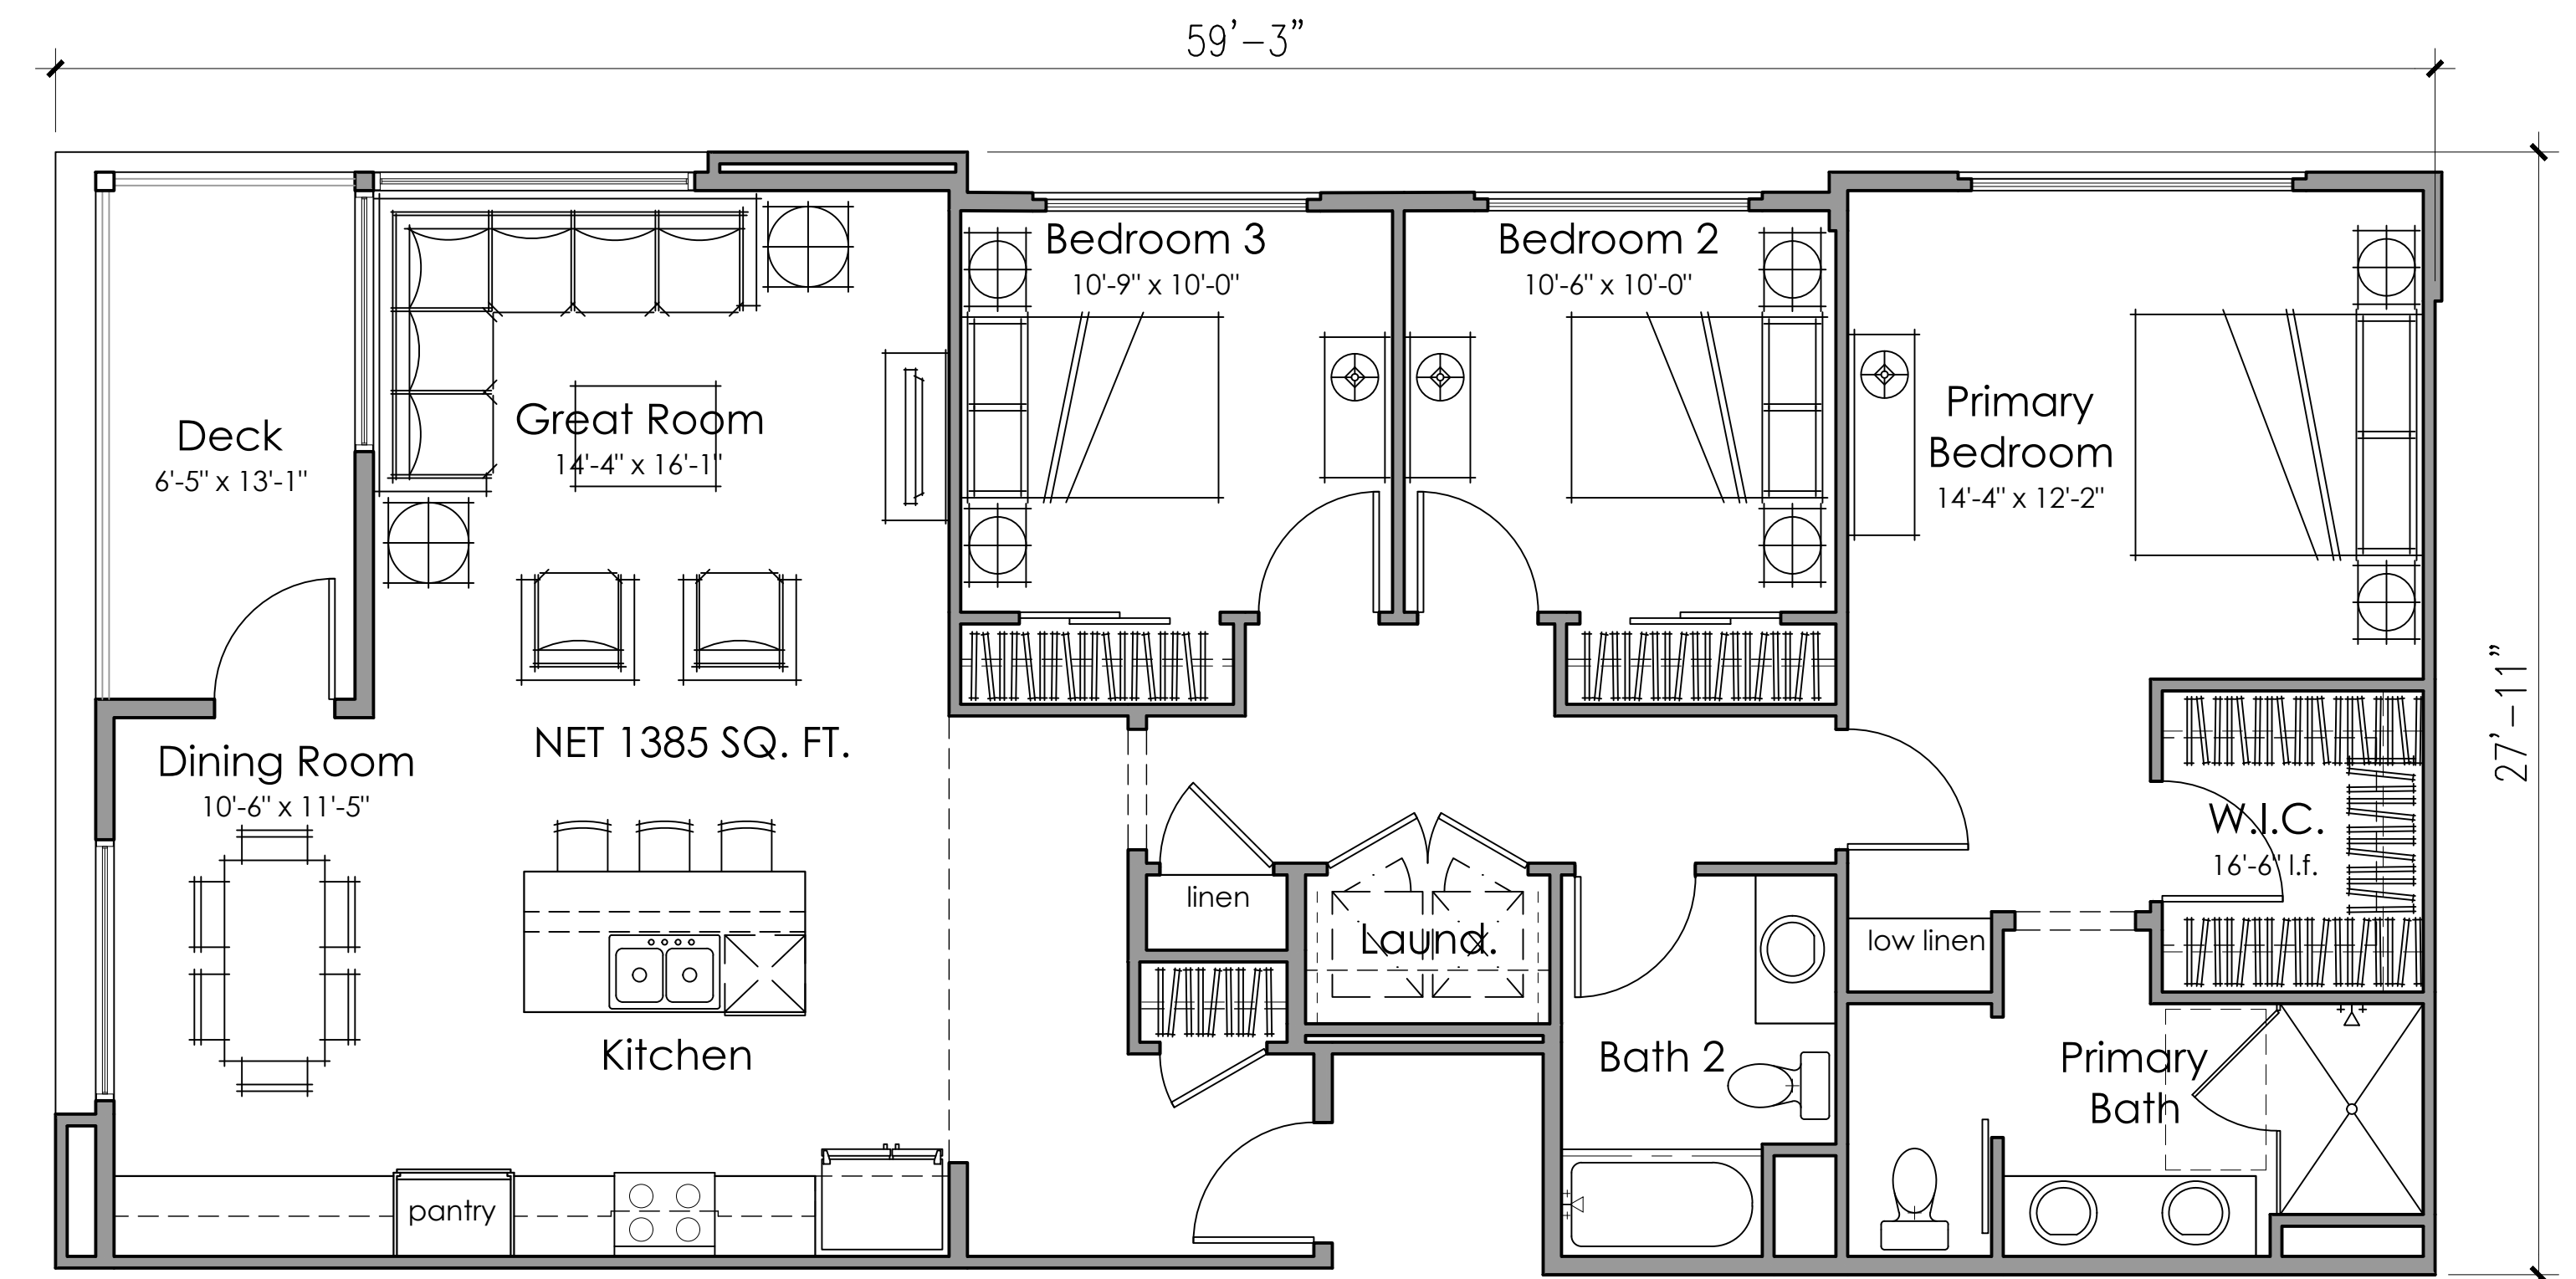 59'-3"
Bedroom 3
10'-9" x 10'-0"
Bedroom 2
10'-6" x 10'-0"
Great Room
14'-4" x 16'-1"
Deck
6'-5" x 13'-1"
Primary
Bedroom
14'-4" x 12'-2"
27'-11"
NET 1385 SQ. FT.
Dining Room
10'-6" x 11'-5"
W.I.C.
16'-6" l.f.
linen
Laund.
low linen
Kitchen
Bath 2
Primary
Bath
pantry